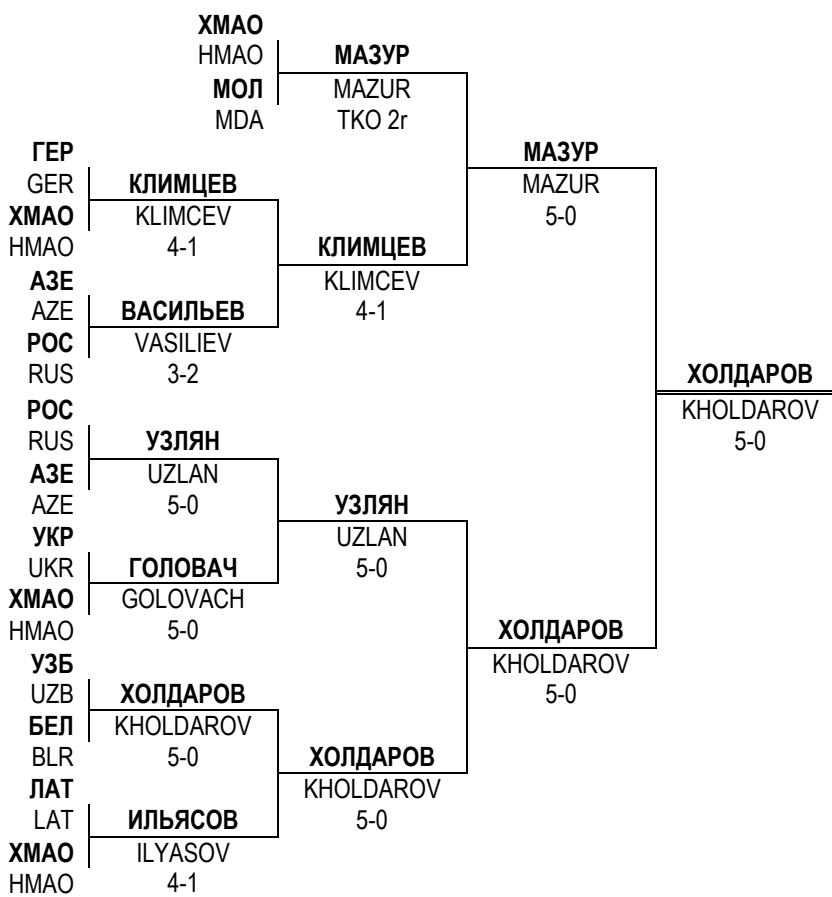 ХМАО
HMAO
МАЗУР
МОЛ
MAZUR
MDA
TKO 2r
ГЕР
МАЗУР
GER
КЛИМЦЕВ
MAZUR
ХМАО
KLIMCEV
5-0
HMAO
4-1
КЛИМЦЕВ
АЗЕ
KLIMCEV
AZE
ВАСИЛЬЕВ
4-1
РОС
VASILIEV
RUS
3-2
ХОЛДАРОВ
РОС
KHOLDAROV
RUS
УЗЛЯН
5-0
АЗЕ
UZLAN
AZE
5-0
УЗЛЯН
УКР
UZLAN
UKR
ГОЛОВАЧ
5-0
ХМАО
GOLOVACH
HMAO
5-0
ХОЛДАРОВ
УЗБ
KHOLDAROV
UZB
ХОЛДАРОВ
5-0
БЕЛ
KHOLDAROV
BLR
5-0
ХОЛДАРОВ
ЛАТ
KHOLDAROV
LAT
ИЛЬЯСОВ
5-0
ХМАО
ILYASOV
HMAO
4-1